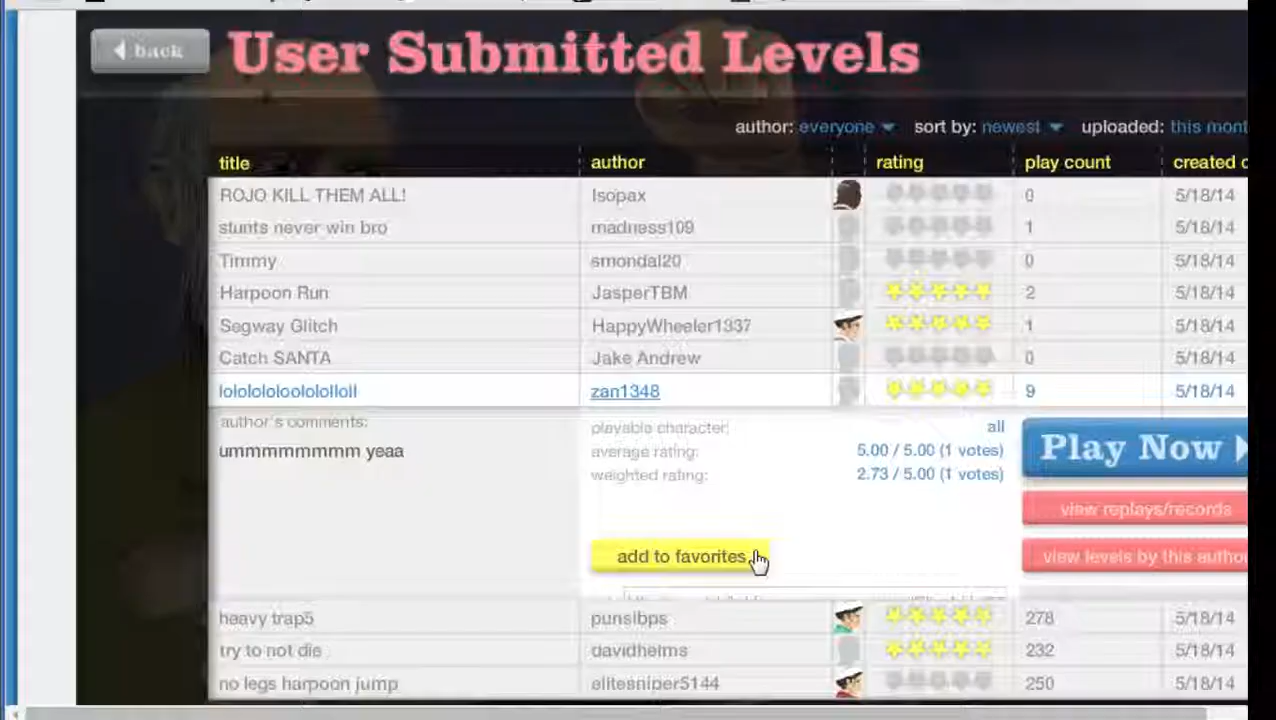 back
User Submitted Levels
author: everyone sort by: newest uploaded: this mont
title author rating play count created o
ROJO KILL THEM ALL! Isopax 0 5/18/14
stunts never win bro madness109 1 5/18/14
Timmy smondal20 0 5/18/14
Harpoon Run JasperTBM 2 5/18/14
Segway Glitch HappyWheeler1337 1 5/18/14
Catch SANTA Jake Andrew 0 5/18/14
zan1348 9 5/18/14
author's comments: playable character: all
ummmmmmmm yeaa average rating: 5.00 / 5.00 (1 votes) Play Now
weighted rating: 2.73 / 5.00 (1 votes)
view replays/records
add to favorites view levels by this author
heavy trap5 punslbps 278 5/18/14
try to not die davidhelms 232 5/18/14
no legs harpoon jump elitesniper5144 250 5/18/14